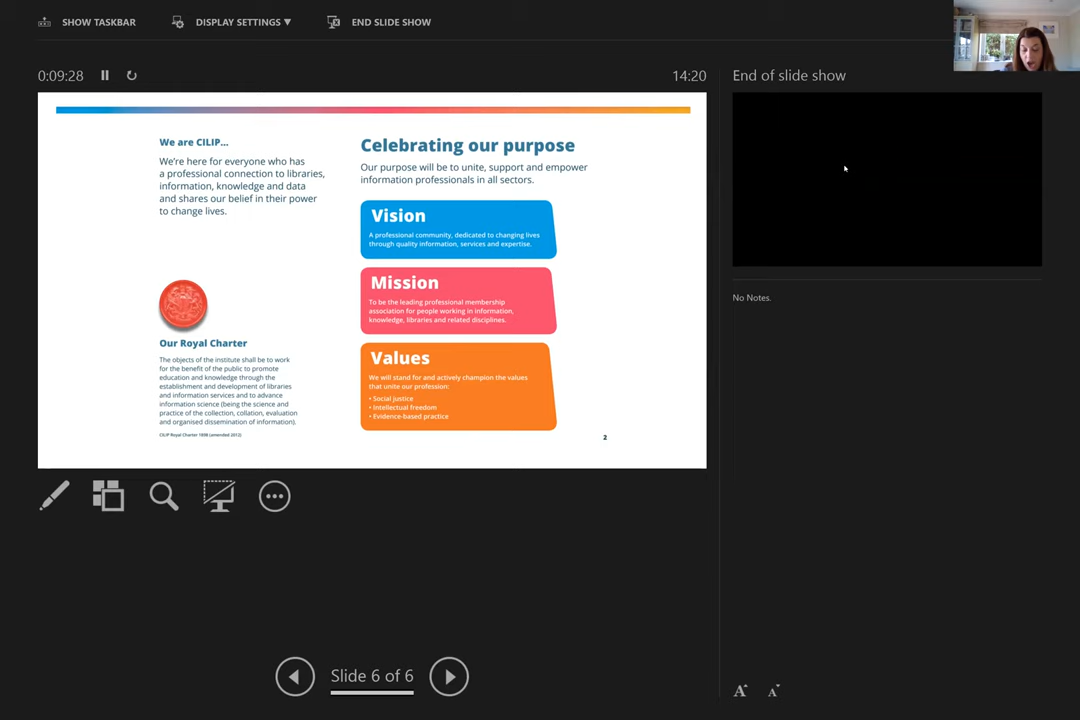 SHOW TASKBAR
DISPLAY SETTINGS ▼
END SLIDE SHOW
0:09:28
14:20
End of slide show
We are CILIP...
We're here for everyone who has
a professional connection to libraries,
information, knowledge and data
and shares our belief in their power
to change lives.
Our Royal Charter
The objects of the institute shall be to work
for the benefit of the public to promote
education and knowledge through the
establishment and development of libraries
and information services and to advance
information science (being the science and
practice of the collection, collation, evaluation
and organised dissemination of information).
CILIP Royal Charter 1898 (amended 2012)
Celebrating our purpose
Our purpose will be to unite, support and empower
information professionals in all sectors.
Vision
A professional community, dedicated to changing lives
through quality information, services and expertise.
Mission
To be the leading professional membership
association for people working in information,
knowledge, libraries and related disciplines.
Values
We will stand for and actively champion the values
that unite our profession:
• Social justice
• Intellectual freedom
• Evidence-based practice
2
No Notes.
Slide 6 of 6
A A